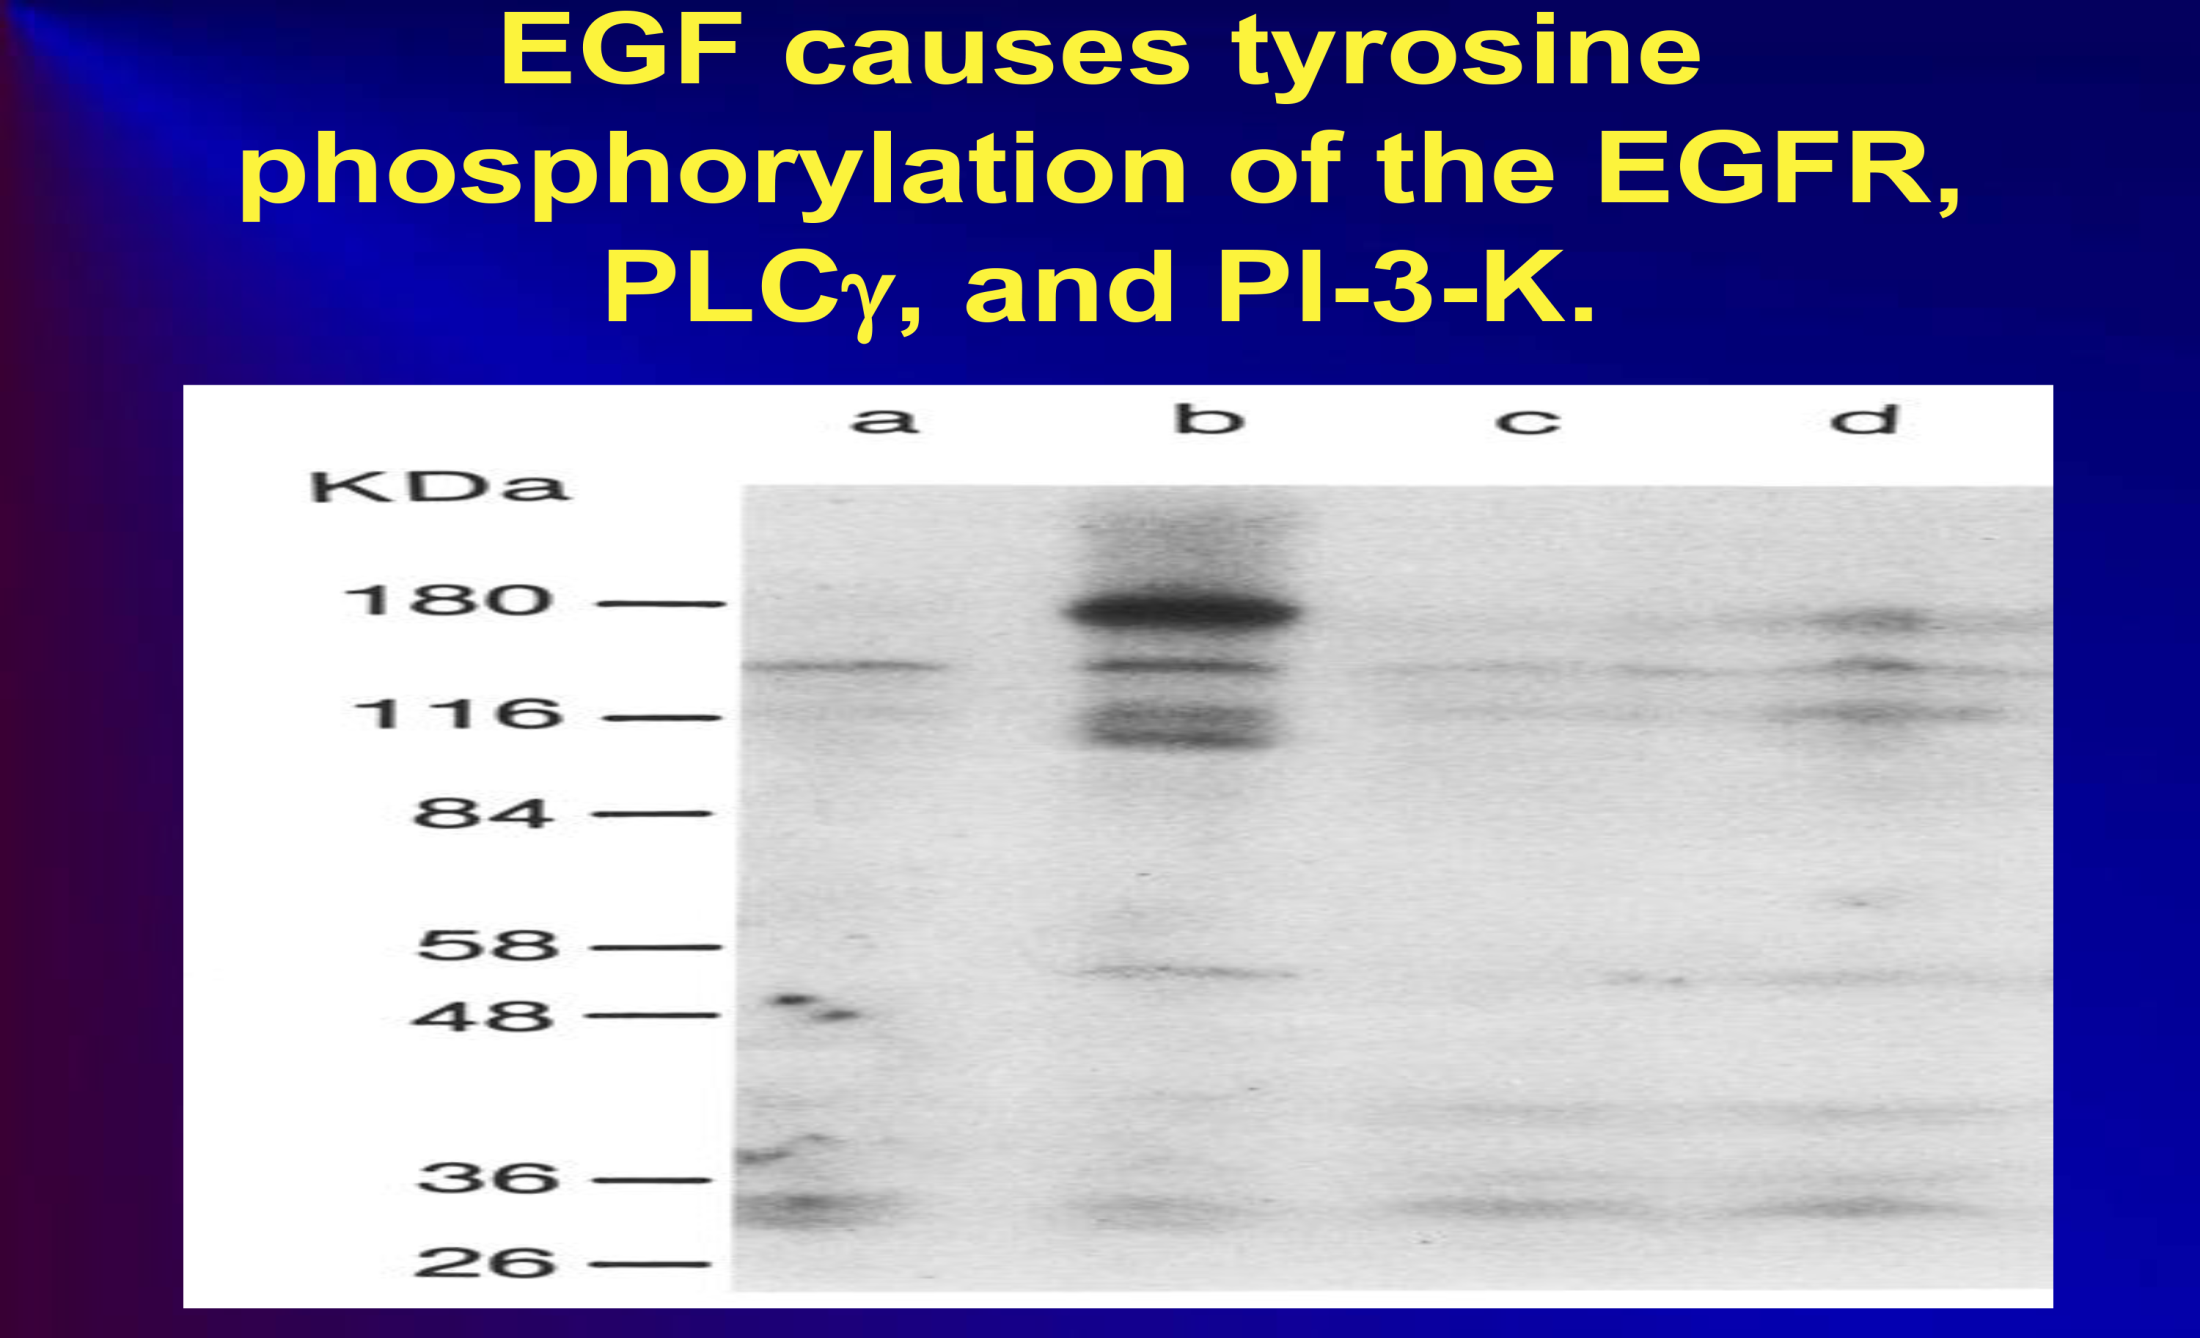 EGF causes tyrosine
phosphorylation of the EGFR,
PLCγ, and PI-3-K.
a b c d
KDa
180
116
84
58
48
36
26